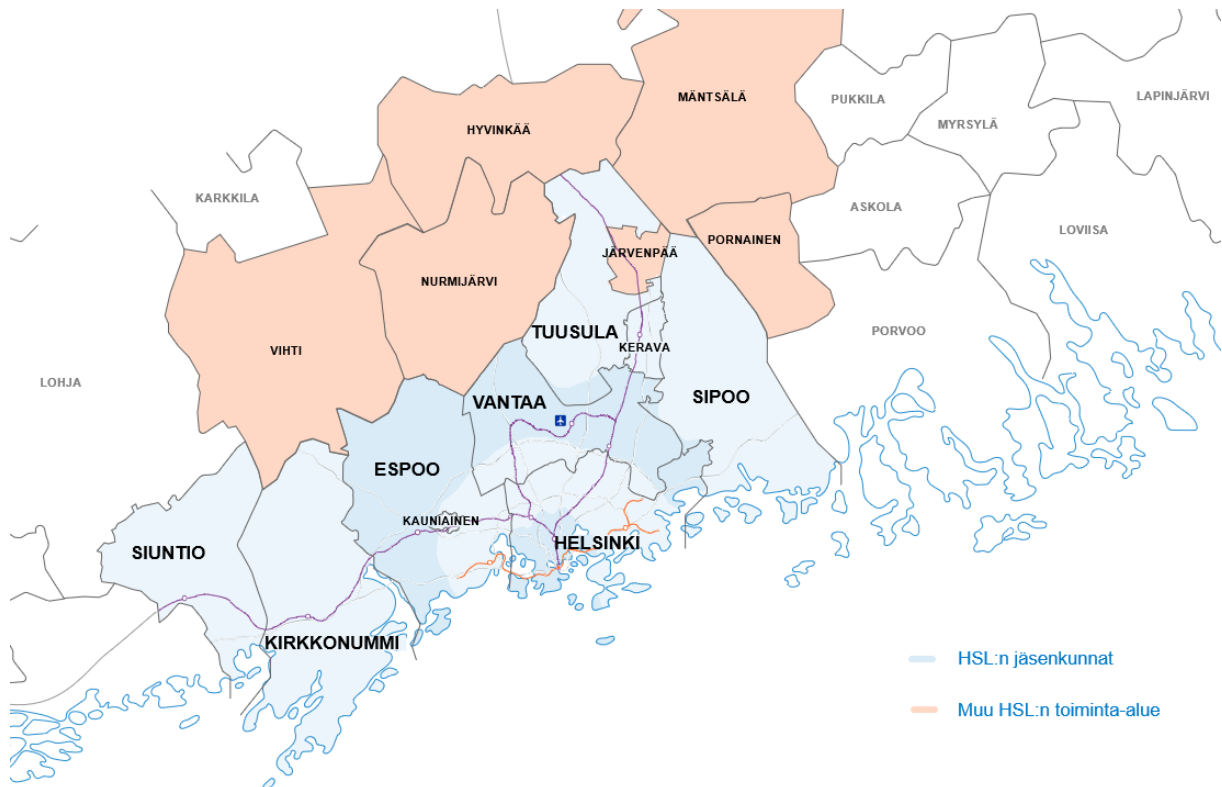 MÄNTSÄLÄ
PUKKILA
LAPINJÄRVI
HYVINKÄÄ
MYRSYLÄ
KARKKILA
ASKOLA
LOVIISA
JÄRVENPÄÄ
PORNAINEN
NURMIJÄRVI
TUUSULA
PORVOO
KERAVA
VIHTI
LOHJA
VANTAA
SIPOO
ESPOO
KAUNIAINEN
HELSINKI
SIUNTIO
KIRKKONUMMI
HSL:n jäsenkunnat
Muu HSL:n toiminta-alue